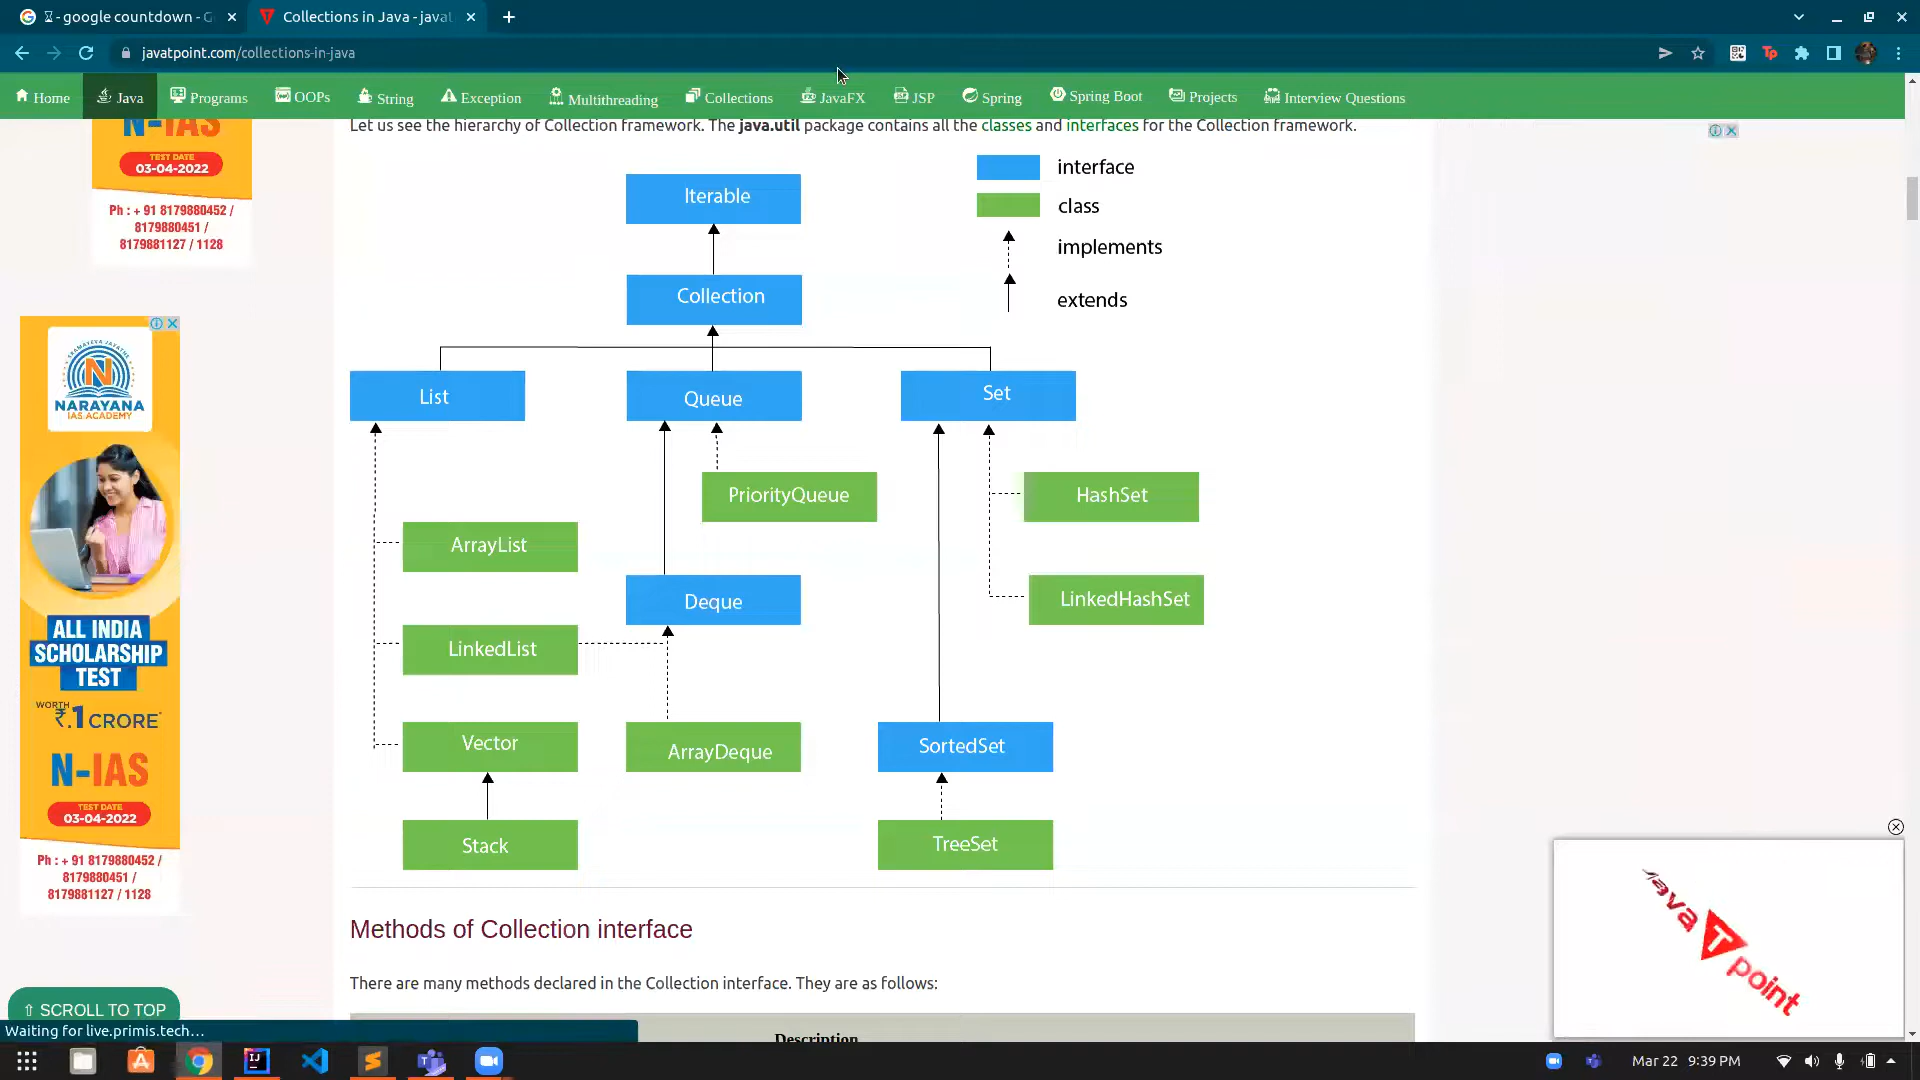 ⌛ - google countdown - G
Collections in Java - javat
javatpoint.com/collections-in-java
Home
Java
Programs
OOPs
String
Exception
Multithreading
Collections
JavaFX
JSP
Spring
Spring Boot
Projects
Interview Questions
Let us see the hierarchy of Collection framework. The java.util package contains all the classes and interfaces for the Collection framework.
N-IAS
TEST DATE
03-04-2022
Ph : + 91 8179880452 /
8179880451 /
8179881127 / 1128
interface
class
implements
extends
Iterable
Collection
List
Queue
Set
PriorityQueue
HashSet
ArrayList
Deque
LinkedHashSet
LinkedList
Vector
ArrayDeque
SortedSet
Stack
TreeSet
N
NARAYANA
IAS ACADEMY
ALL INDIA
SCHOLARSHIP
TEST
WORTH
₹.1 CRORE*
N-IAS
TEST DATE
03-04-2022
Ph : + 91 8179880452 /
8179880451 /
8179881127 / 1128
Methods of Collection interface
There are many methods declared in the Collection interface. They are as follows:
Description
⇧ SCROLL TO TOP
Waiting for live.primis.tech...
Java
T
point
Mar 22 9:39 PM